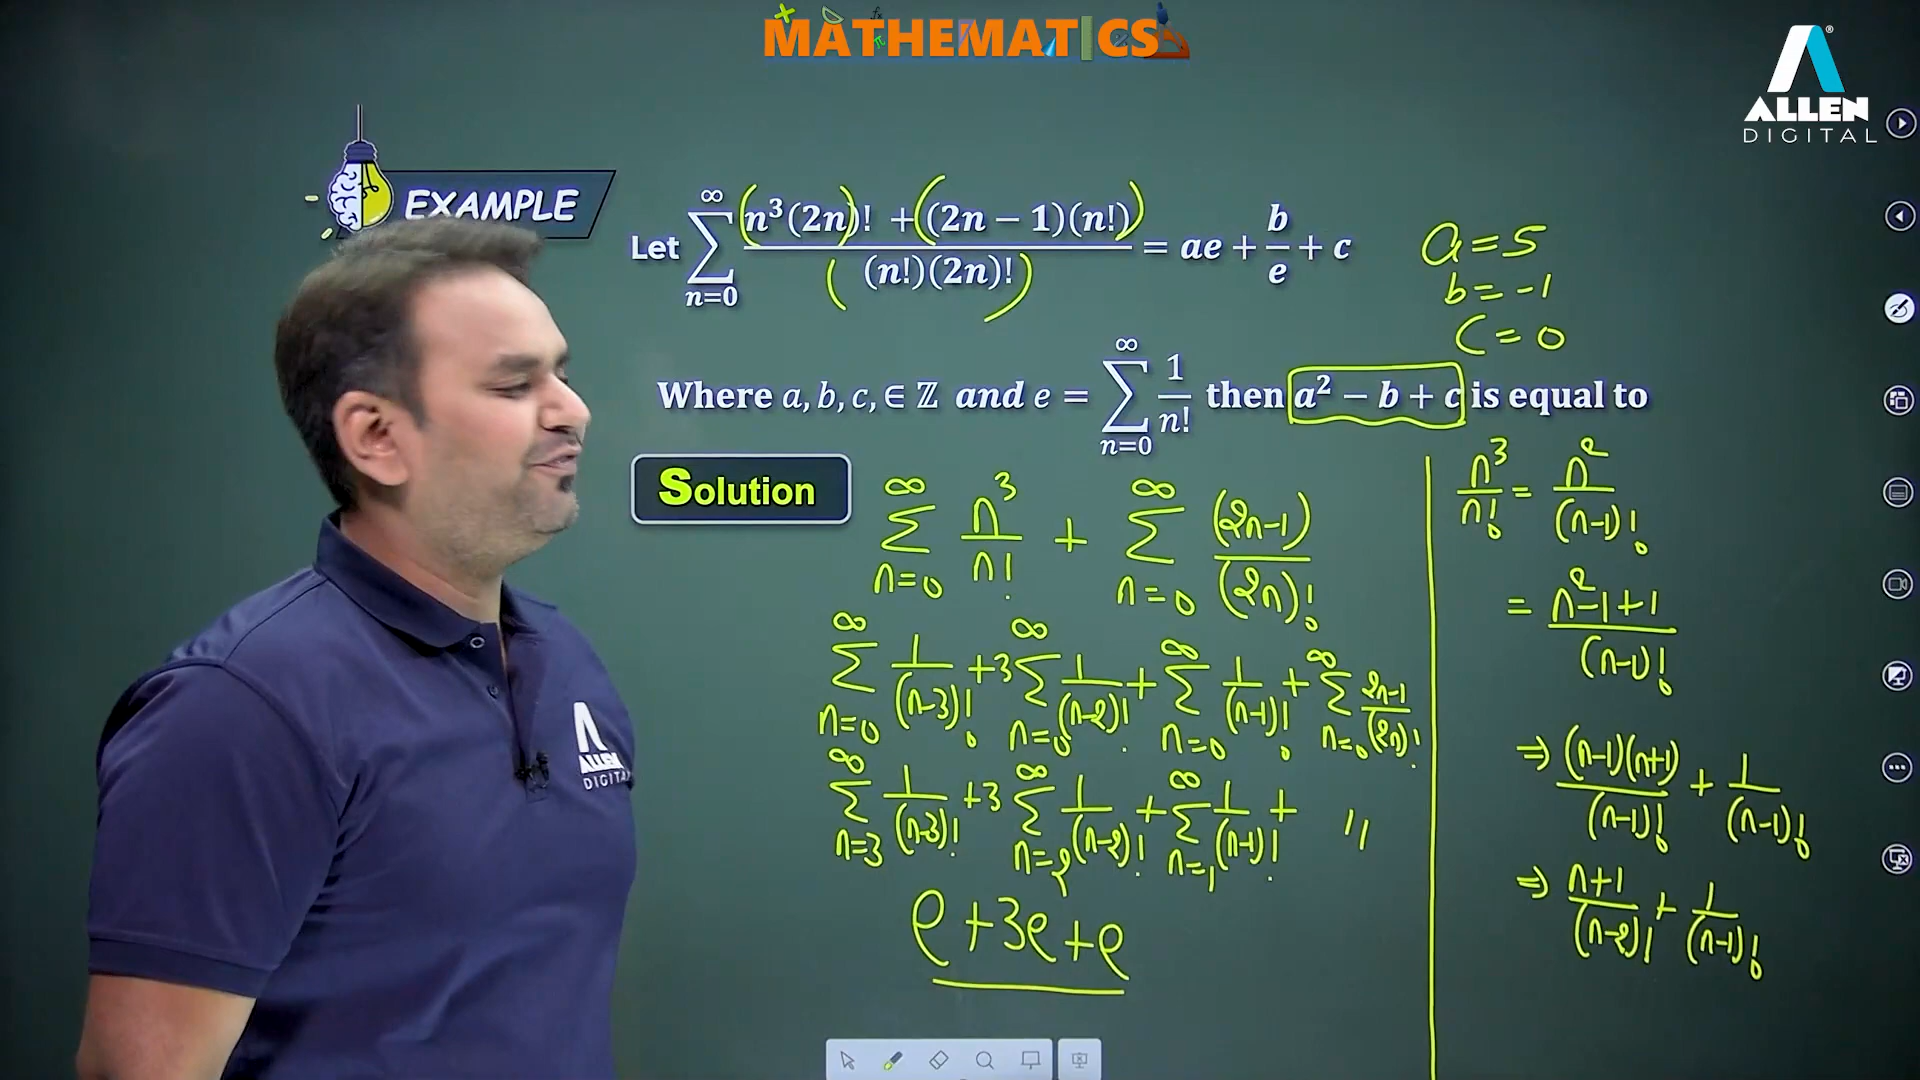 MATHEMATICS
ALLEN
DIGITAL
EXAMPLE
Let ∑_{n=0}^{∞} (n³(2n)! + (2n − 1)(n!)) / ((n!)(2n)!) = ae + b/e + c
a = 5
b = -1
c = 0
Where a, b, c, ∈ ℤ and e = ∑_{n=0}^{∞} 1/n! then a² − b + c is equal to
Solution
∑_{n=0}^{∞} n³/n! + ∑_{n=0}^{∞} (2n-1)/(2n)!
∑_{n=0}^{∞} 1/(n-3)! + 3∑_{n=0}^{∞} 1/(n-2)! + ∑_{n=0}^{∞} 1/(n-1)! + ∑_{n=0}^{∞} 2n-1/(2n)!
∑_{n=3}^{∞} 1/(n-3)! + 3∑_{n=2}^{∞} 1/(n-2)! + ∑_{n=1}^{∞} 1/(n-1)! + "
e + 3e + e
n³/n! = n²/(n-1)!
= n²-1+1/(n-1)!
⇒ (n-1)(n+1)/(n-1)! + 1/(n-1)!
⇒ n+1/(n-2)! + 1/(n-1)!
ALLEN
DIGITAL